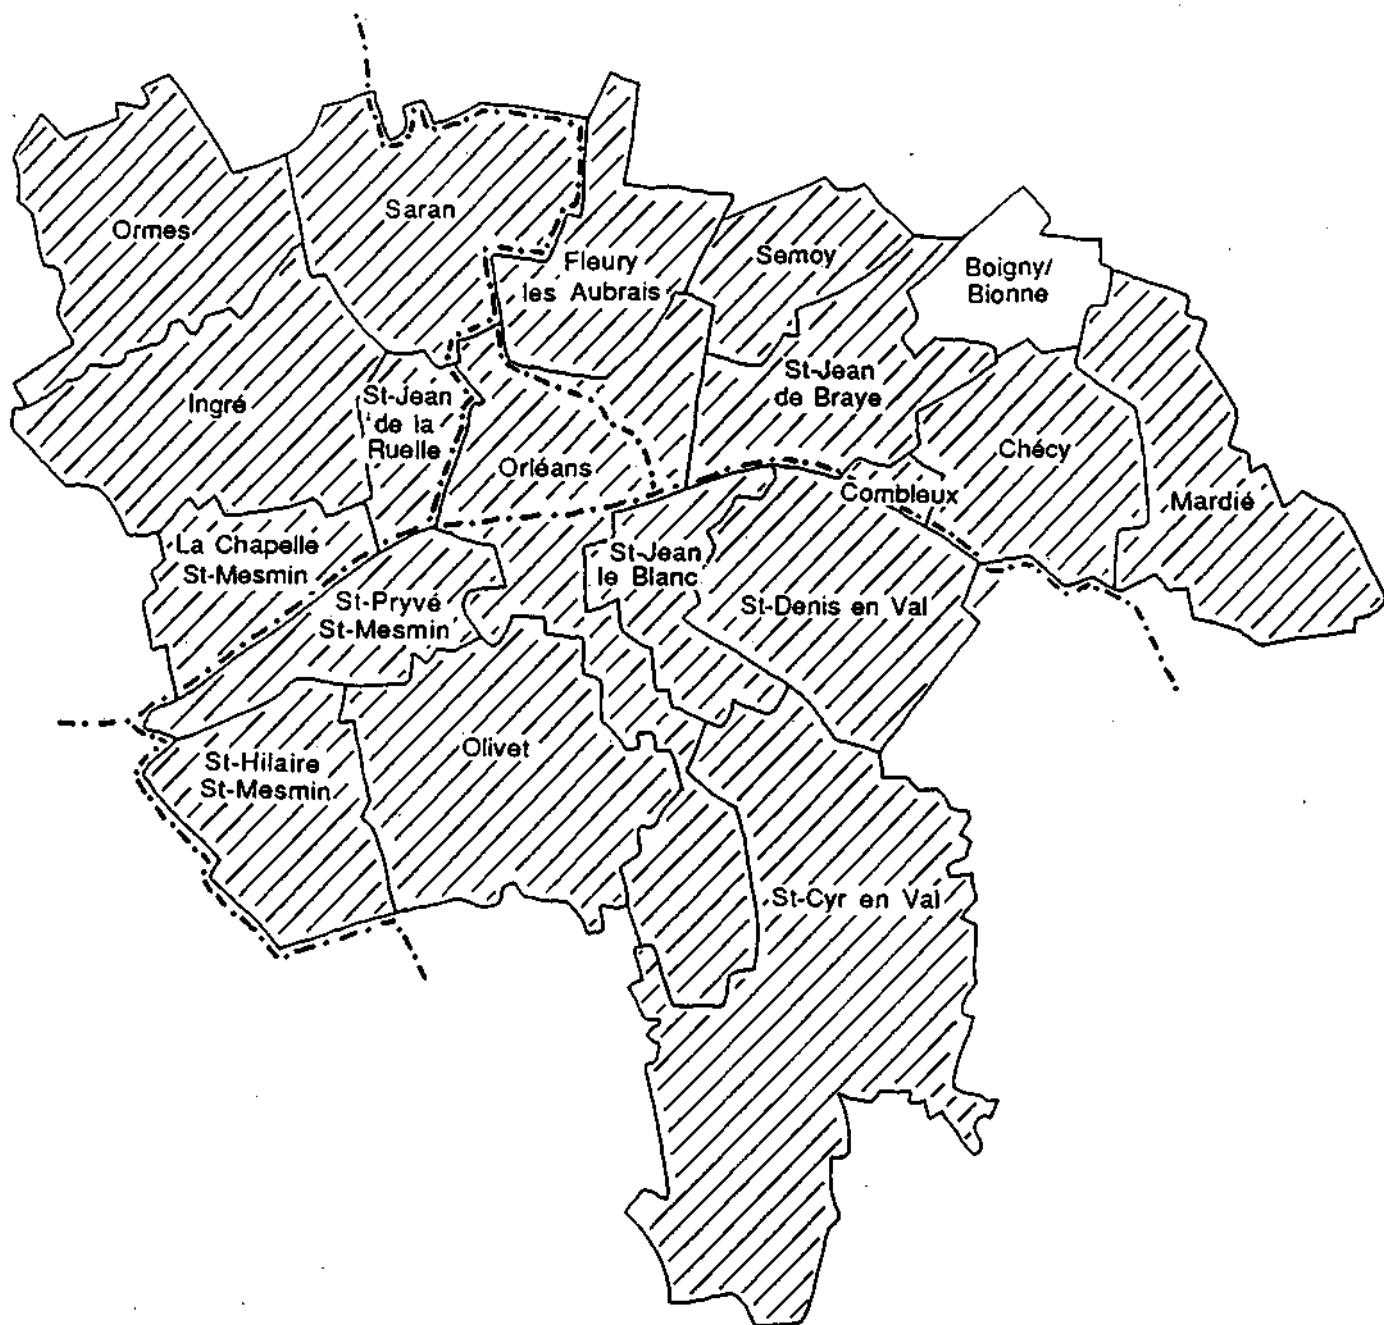 Ormes
Saran
Fleury
les Aubrais
Semoy
Boigny/
Bionne
Ingré
St-Jean
de la
Ruelle
Orléans
St-Jean
de Braye
Chécy
Combleux
Mardié
La Chapelle
St-Mesmin
St-Pryvé
St-Mesmin
St-Jean
le Blanc
St-Denis en Val
St-Hilaire
St-Mesmin
Olivet
St-Cyr en Val